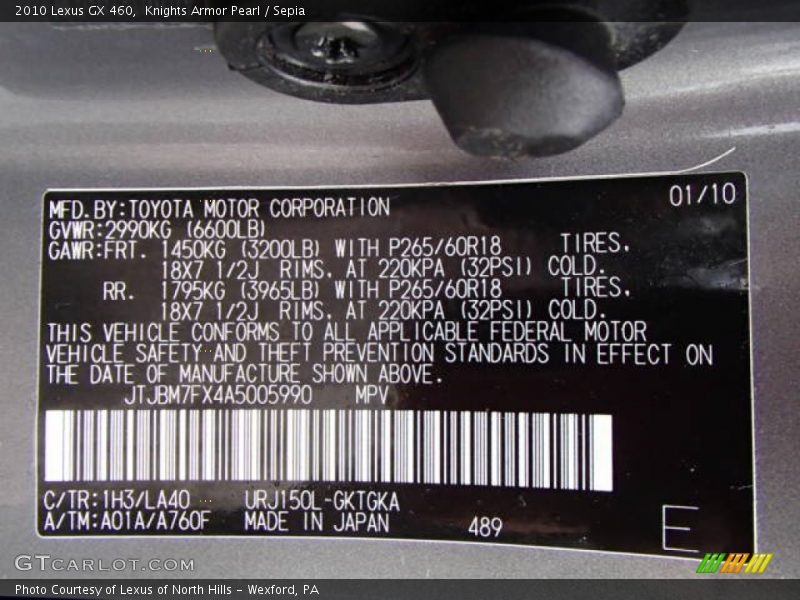 2010 Lexus GX 460, Knights Armor Pearl / Sepia
01/10
MFD. BY:TOYOTA MOTOR CORPORATION
GVWR:2990KG (6600LB)
GAWR:FRT. 1450KG (3200LB) WITH P265/60R18 TIRES.
18X7 1/2J RIMS. AT 220KPA (32PSI) COLD.
RR. 1795KG (3965LB) WITH P265/60R18 TIRES.
18X7 1/2J RIMS. AT 220KPA (32PSI) COLD.
THIS VEHICLE CONFORMS TO ALL APPLICABLE FEDERAL MOTOR
VEHICLE SAFETY AND THEFT PREVENTION STANDARDS IN EFFECT ON
THE DATE OF MANUFACTURE SHOWN ABOVE.
JTJBM7FX4A5005990 MPV
C/TR:1H3/LA40 URJ150L-GKTGKA
A/TM:A01A/A760F MADE IN JAPAN 489 E
GTCARLOT.COM
Photo Courtesy of Lexus of North Hills - Wexford, PA